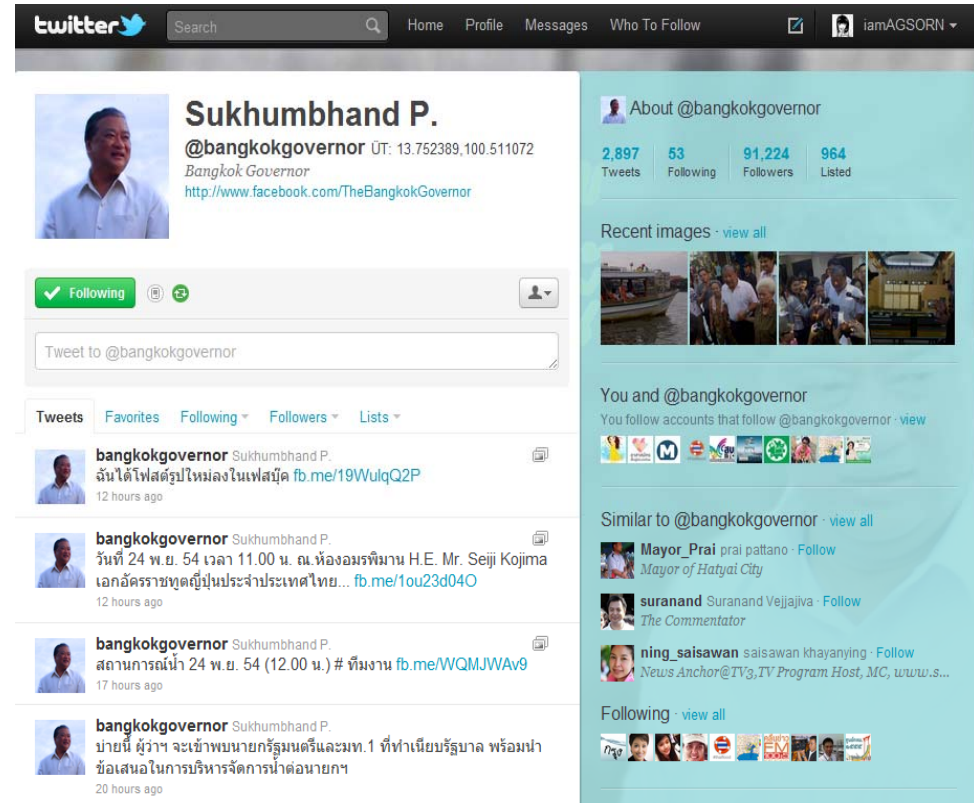 twitter
Search
Home Profile Messages Who To Follow
iamAGSORN
Sukhumbhand P.
@bangkokgovernor ÜT: 13.752389,100.511072
Bangkok Governor
http://www.facebook.com/TheBangkokGovernor
Following
Tweet to @bangkokgovernor
Tweets Favorites Following Followers Lists
bangkokgovernor Sukhumbhand P.
ฉันได้โพสต์รูปใหม่ลงในเฟสบุ๊ค fb.me/19WulqQ2P
12 hours ago
bangkokgovernor Sukhumbhand P.
วันที่ 24 พ.ย. 54 เวลา 11.00 น. ณ.ห้องอมรพิมาน H.E. Mr. Seiji Kojima
เอกอัครราชทูตญี่ปุ่นประจำประเทศไทย... fb.me/1ou23d04O
12 hours ago
bangkokgovernor Sukhumbhand P.
สถานการณ์น้ำ 24 พ.ย. 54 (12.00 น.) # ทีมงาน fb.me/WQMJWAv9
17 hours ago
bangkokgovernor Sukhumbhand P.
บ่ายนี้ ผู้ว่าฯ จะเข้าพบนายกรัฐมนตรีและมท.1 ที่ทำเนียบรัฐบาล พร้อมนำ
ข้อเสนอในการบริหารจัดการน้ำต่อนายกฯ
20 hours ago
About @bangkokgovernor
2,897 53 91,224 964
Tweets Following Followers Listed
Recent images · view all
You and @bangkokgovernor
You follow accounts that follow @bangkokgovernor · view
Similar to @bangkokgovernor · view all
Mayor_Prai prai pattano · Follow
Mayor of Hatyai City
suranand Suranand Vejjajiva · Follow
The Commentator
ning_saisawan saisawan khayanying · Follow
News Anchor@TV3,TV Program Host, MC, www.s...
Following · view all